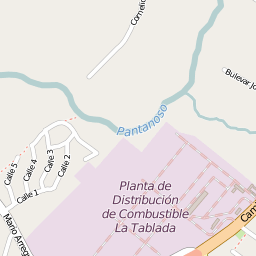 Cornelio
Bulevar Jo
Pantanoso
Calle 5
Calle 4
Calle 3
Calle 2
Calle 1
Mario Arreg
Planta de
Distribución
de Combustible
La Tablada
Cam